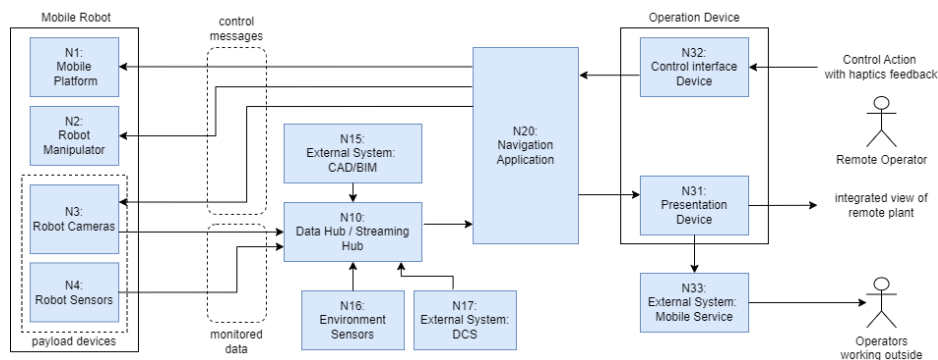 Mobile Robot
N1:
Mobile
Platform
N2:
Robot
Manipulator
N3:
Robot Cameras
N4:
Robot Sensors
payload devices
control
messages
monitored
data
N15:
External System:
CAD/BIM
N10:
Data Hub / Streaming
Hub
N16:
Environment
Sensors
N17:
External System:
DCS
N20:
Navigation
Application
Operation Device
N32:
Control interface
Device
N31:
Presentation
Device
N33:
External System:
Mobile Service
Control Action
with haptics feedback
Remote Operator
integrated view of
remote plant
Operators
working outside